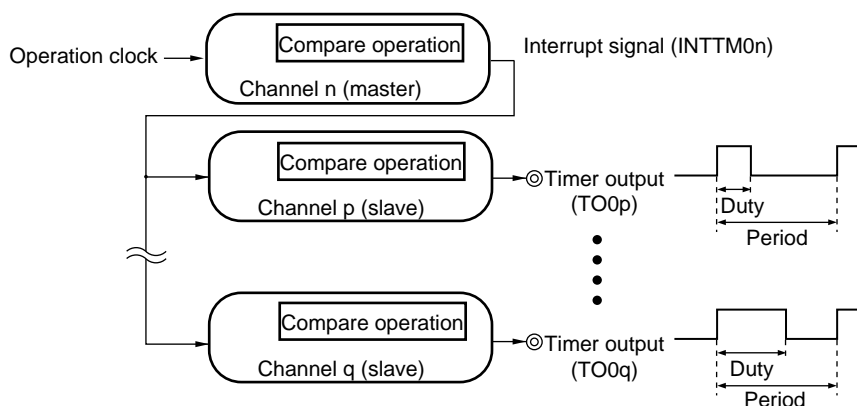 Compare operation
Operation clock
Interrupt signal (INTTM0n)
Channel n (master)
Compare operation
Timer output
(TO0p)
Channel p (slave)
Duty
Period
Compare operation
Timer output
(TO0q)
Channel q (slave)
Duty
Period